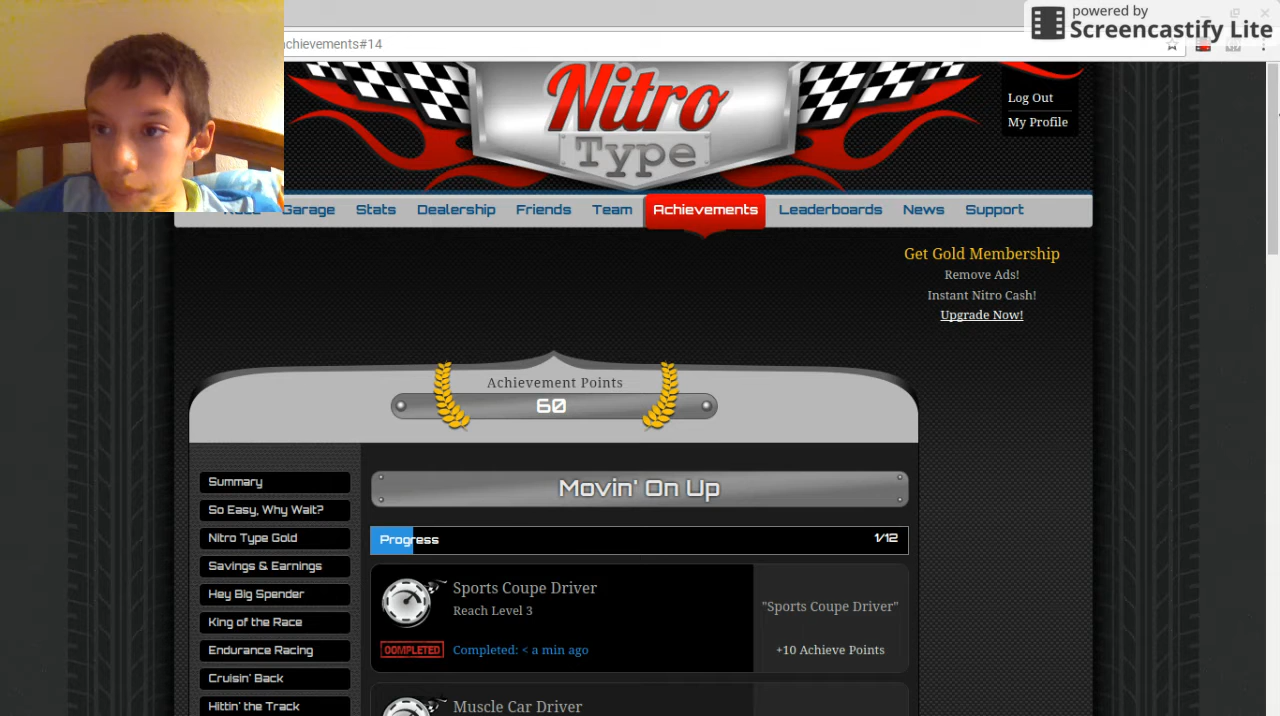 powered by
Screencastify Lite
achievements#14
Nitro
Type
Log Out
My Profile
Garage Stats Dealership Friends Team Achievements Leaderboards News Support
Get Gold Membership
Remove Ads!
Instant Nitro Cash!
Upgrade Now!
Achievement Points
60
Summary
So Easy, Why Wait?
Nitro Type Gold
Savings & Earnings
Hey Big Spender
King of the Race
Endurance Racing
Cruisin' Back
Hittin' the Track
Movin' On Up
Progress 1/12
Sports Coupe Driver
Reach Level 3
COMPLETED Completed: < a min ago
"Sports Coupe Driver"
+10 Achieve Points
Muscle Car Driver